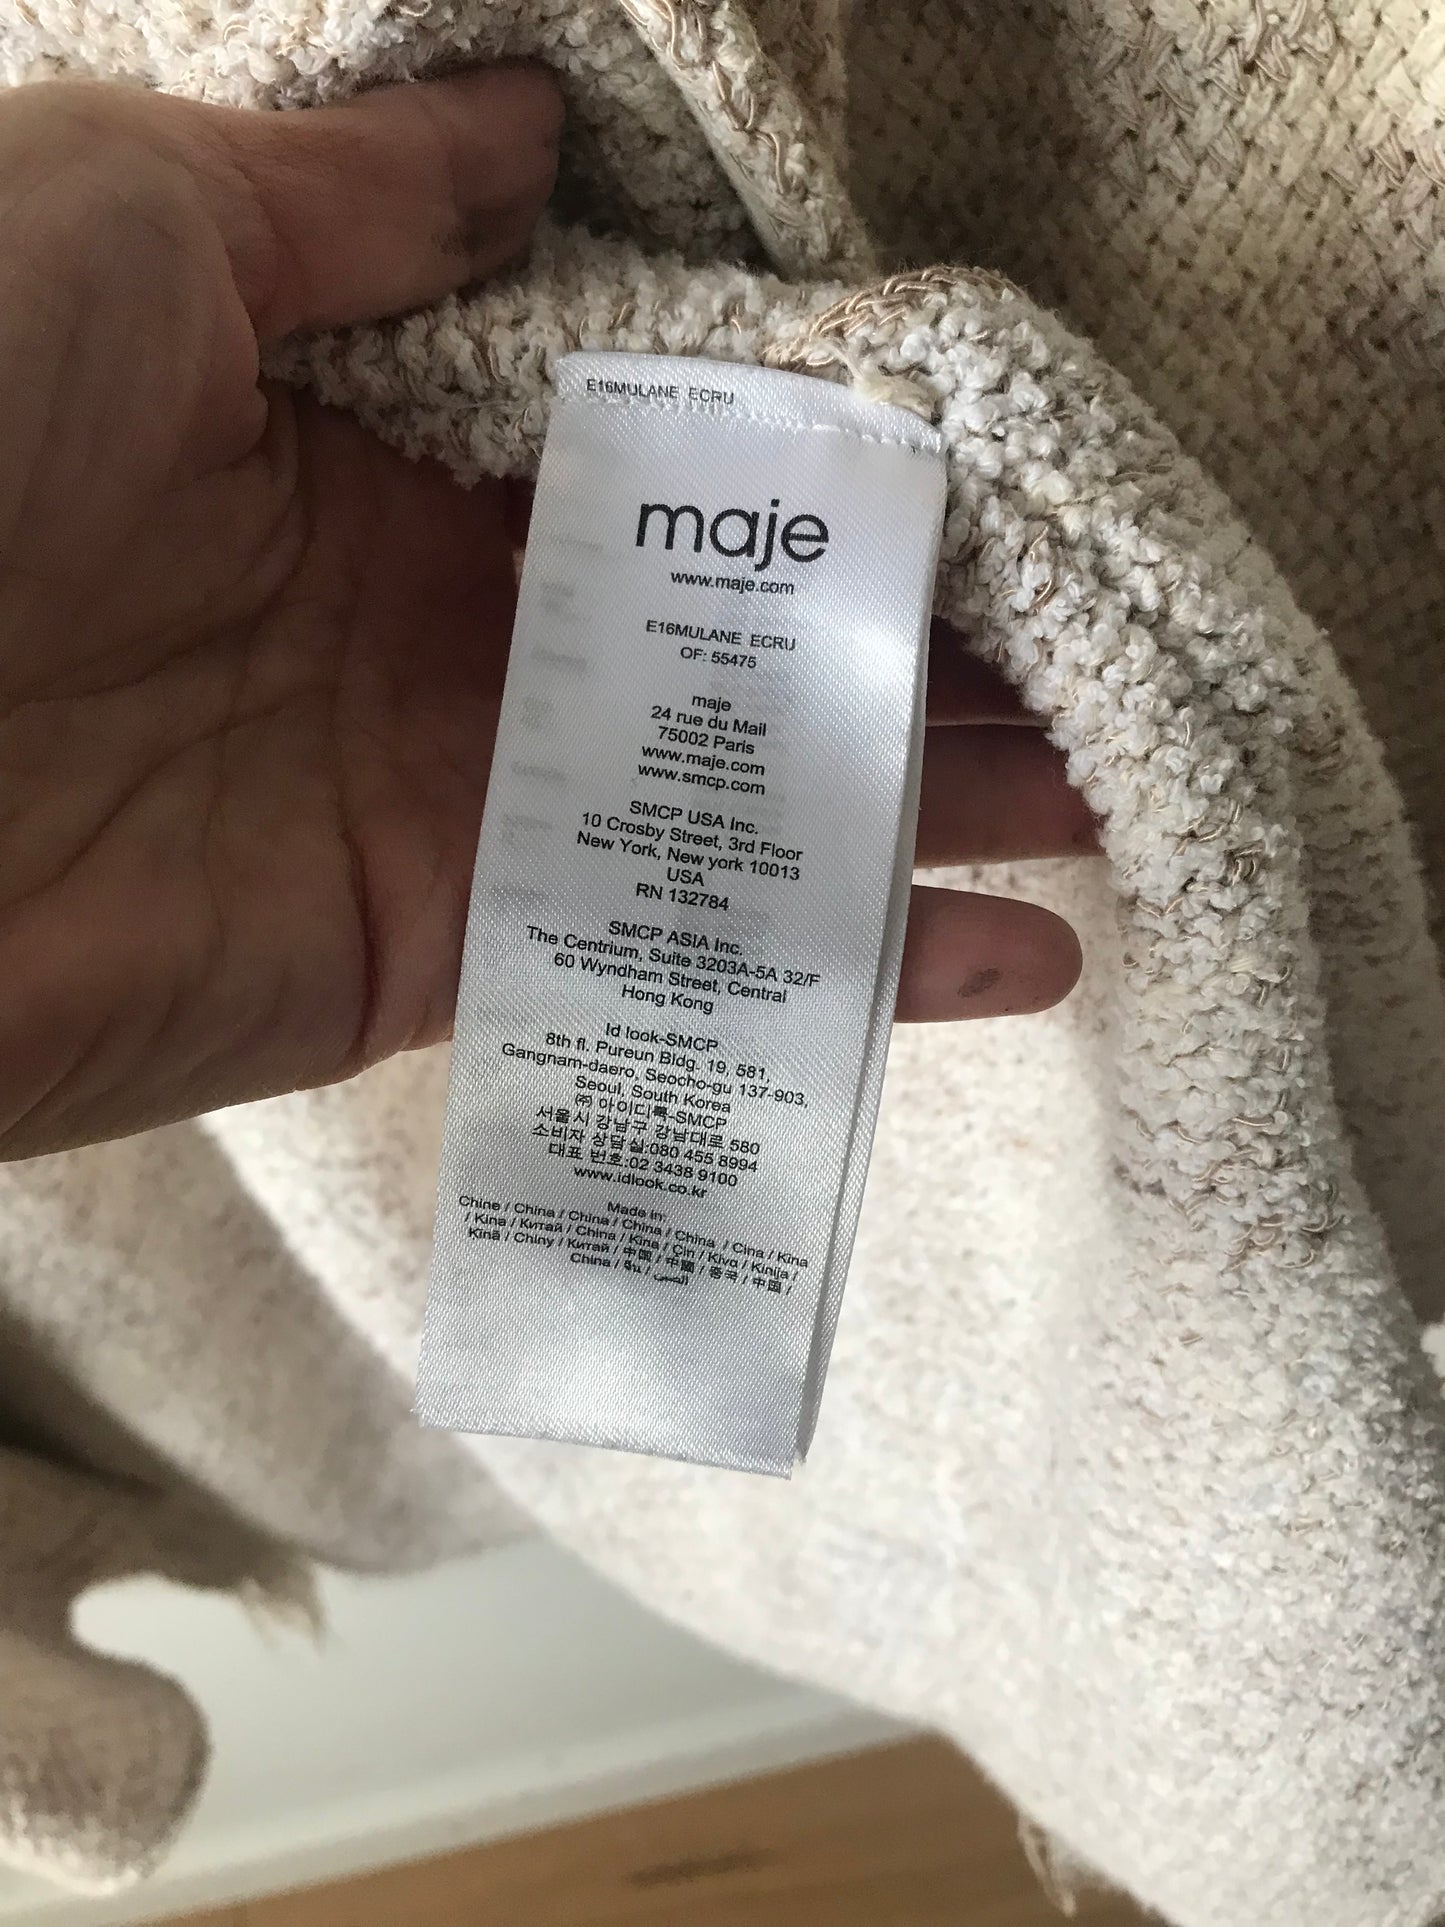 E16MULANE ECRU
maje
www.maje.com
E16MULANE ECRU
OF: 55475
maje
24 rue du Mail
75002 Paris
www.maje.com
www.smcp.com
SMCP USA Inc.
10 Crosby Street, 3rd Floor
New York, New york 10013
USA
RN 132784
SMCP ASIA Inc.
The Centrium, Suite 3203A-5A 32/F
60 Wyndham Street, Central
Hong Kong
Id look-SMCP
8th fl. Pureun Bldg. 19, 581,
Gangnam-daero, Seocho-gu 137-903,
Seoul, South Korea
㈜ 아이디룩-SMCP
서울시 강남구 강남대로 580
소비자 상담실:080 455 8994
대표 번호:02 3438 9100
www.idlook.co.kr
Made in:
Chine / China / China / China / China / Cina / Kina
/ Kina / Китай / China / Kina / Çin / Kίνα / Kinija /
Ķīnā / Chiny / Китай / 中国 / 中國 / 중국 / 中国 /
China / จีน / الصين